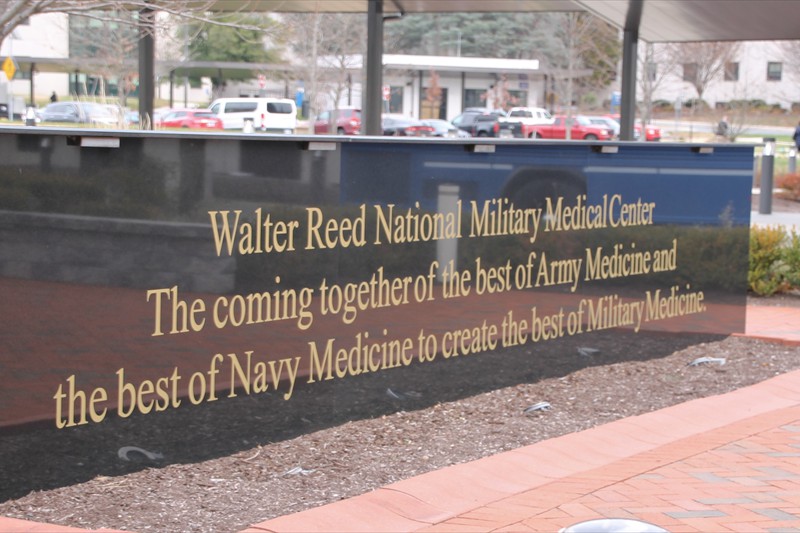 Walter Reed National Military Medical Center
The coming together of the best of Army Medicine and
the best of Navy Medicine to create the best of Military Medicine.